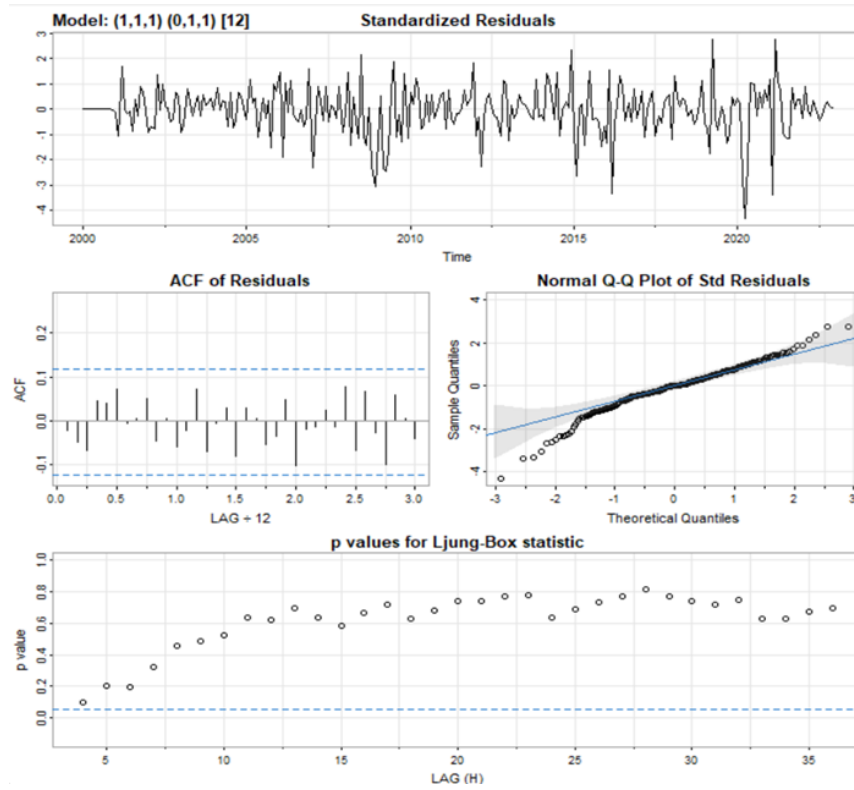 Model: (1,1,1) (0,1,1) [12] Standardized Residuals
3
2
1
0
-1
-2
-3
-4
2000 2005 2010 2015 2020
Time
ACF of Residuals
ACF
0.2
0.1
0.0
-0.1
0.0 0.5 1.0 1.5 2.0 2.5 3.0
LAG ÷ 12
Normal Q-Q Plot of Std Residuals
Sample Quantiles
4
2
0
-2
-4
-3 -2 -1 0 1 2 3
Theoretical Quantiles
p values for Ljung-Box statistic
p value
1.0
0.8
0.6
0.4
0.2
0.0
5 10 15 20 25 30 35
LAG (H)